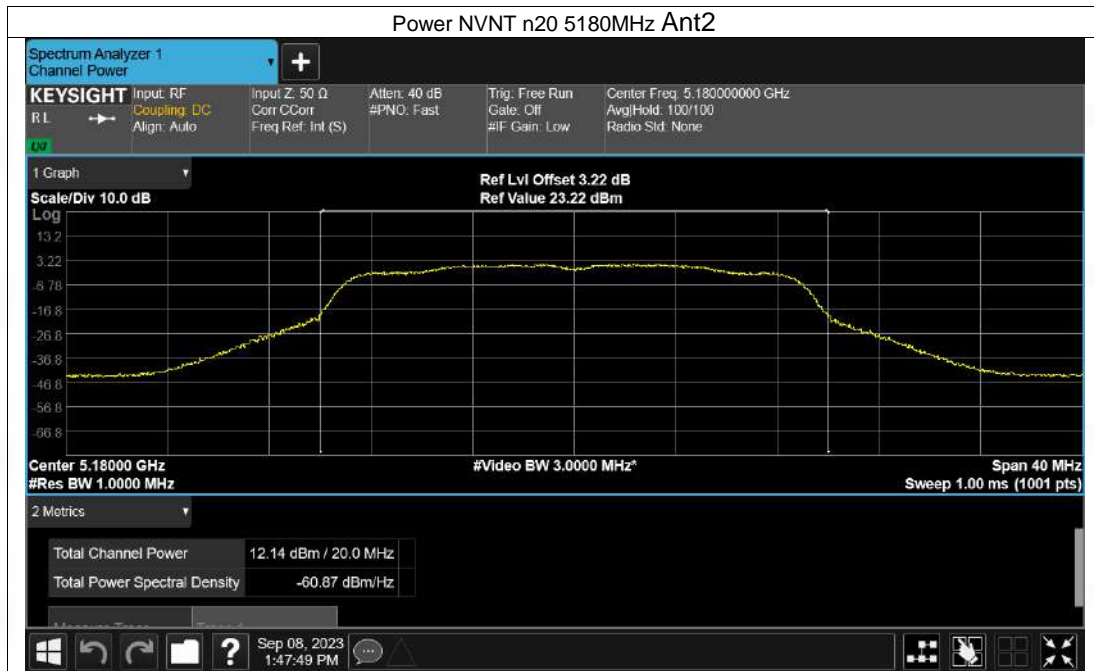 Power NVNT n20 5180MHz Ant2
Spectrum Analyzer 1
Channel Power
KEYSIGHT
R L
LXI
Input: RF
Coupling: DC
Align: Auto
Input Z: 50 Ω
Corr CCorr
Freq Ref: Int (S)
Atten: 40 dB
#PNO: Fast
Trig: Free Run
Gate: Off
#IF Gain: Low
Center Freq: 5.180000000 GHz
Avg|Hold: 100/100
Radio Std: None
1 Graph
Scale/Div 10.0 dB
Ref Lvl Offset 3.22 dB
Ref Value 23.22 dBm
Log
13.2
3.22
-6.78
-16.8
-26.8
-36.8
-46.8
-56.8
-66.8
Center 5.18000 GHz
#Video BW 3.0000 MHz*
Span 40 MHz
#Res BW 1.0000 MHz
Sweep 1.00 ms (1001 pts)
2 Metrics
Total Channel Power 12.14 dBm / 20.0 MHz
Total Power Spectral Density -60.87 dBm/Hz
?
Sep 08, 2023
1:47:49 PM